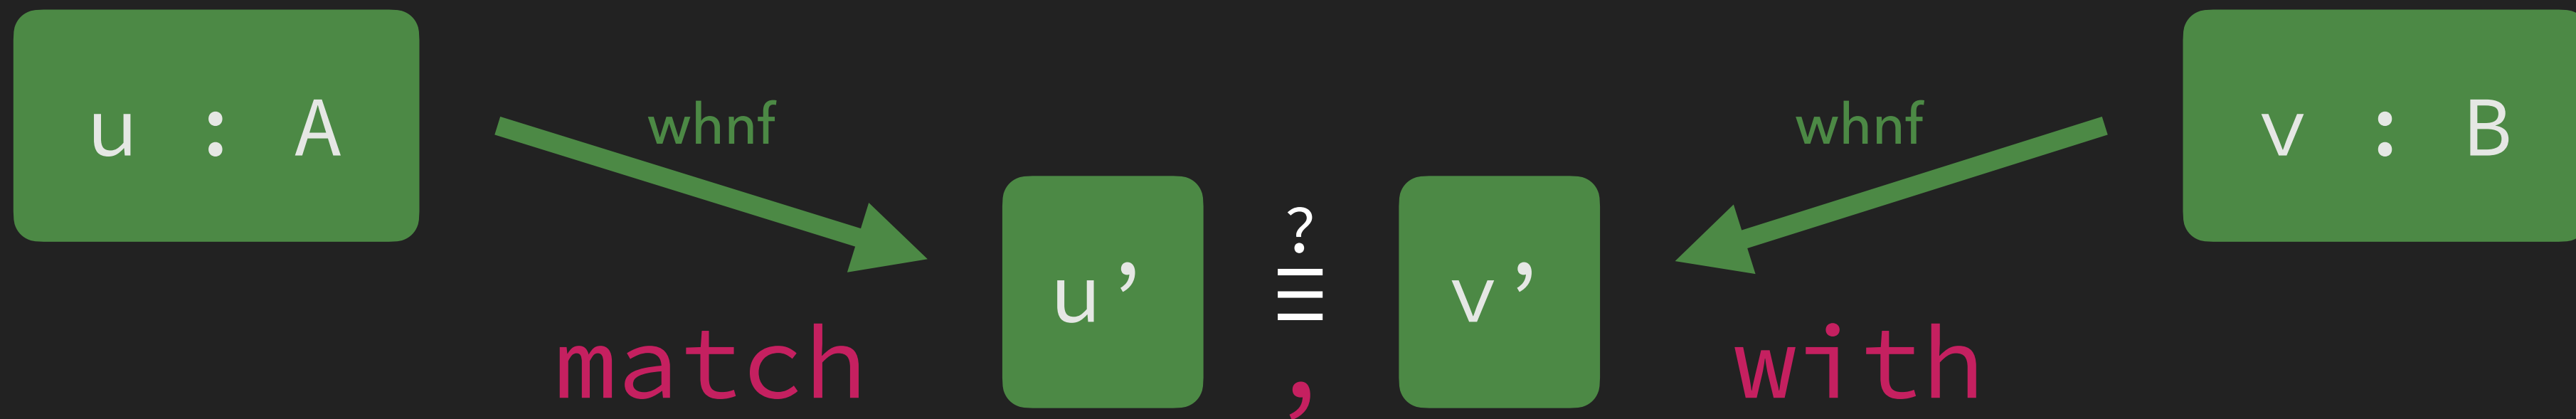 u : A
whnf
whnf
v : B
u’ ?≡ v’
match , with